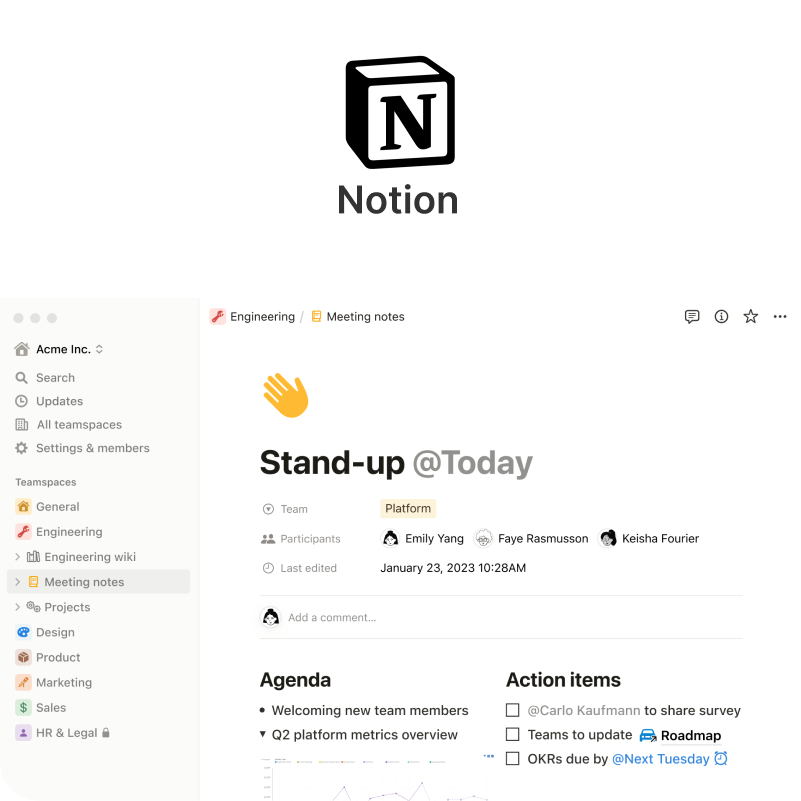 N
Notion
Engineering / Meeting notes
Acme Inc.
Search
Updates
All teamspaces
Settings & members
Teamspaces
General
Engineering
Engineering wiki
Meeting notes
Projects
Design
Product
Marketing
Sales
HR & Legal
Stand-up @Today
Team Platform
Participants Emily Yang Faye Rasmusson Keisha Fourier
Last edited January 23, 2023 10:28AM
Add a comment...
Agenda
• Welcoming new team members
Q2 platform metrics overview
Action items
@Carlo Kaufmann to share survey
Teams to update Roadmap
OKRs due by @Next Tuesday